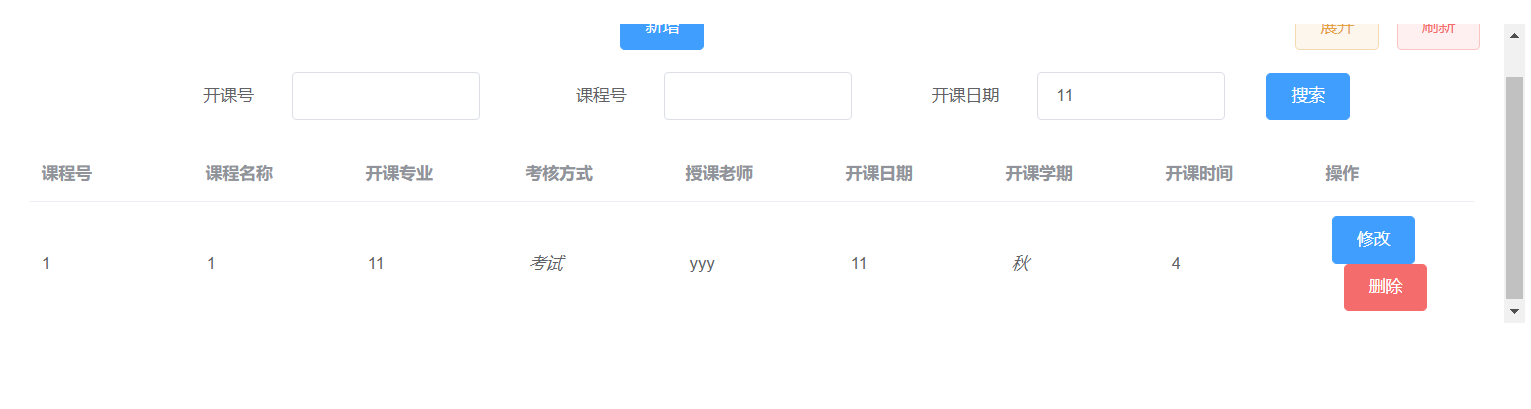 新增 展开 刷新
开课号 课程号 开课日期 11 搜索
课程号 课程名称 开课专业 考核方式 授课老师 开课日期 开课学期 开课时间 操作
1 1 11 考试 yyy 11 秋 4 修改
删除